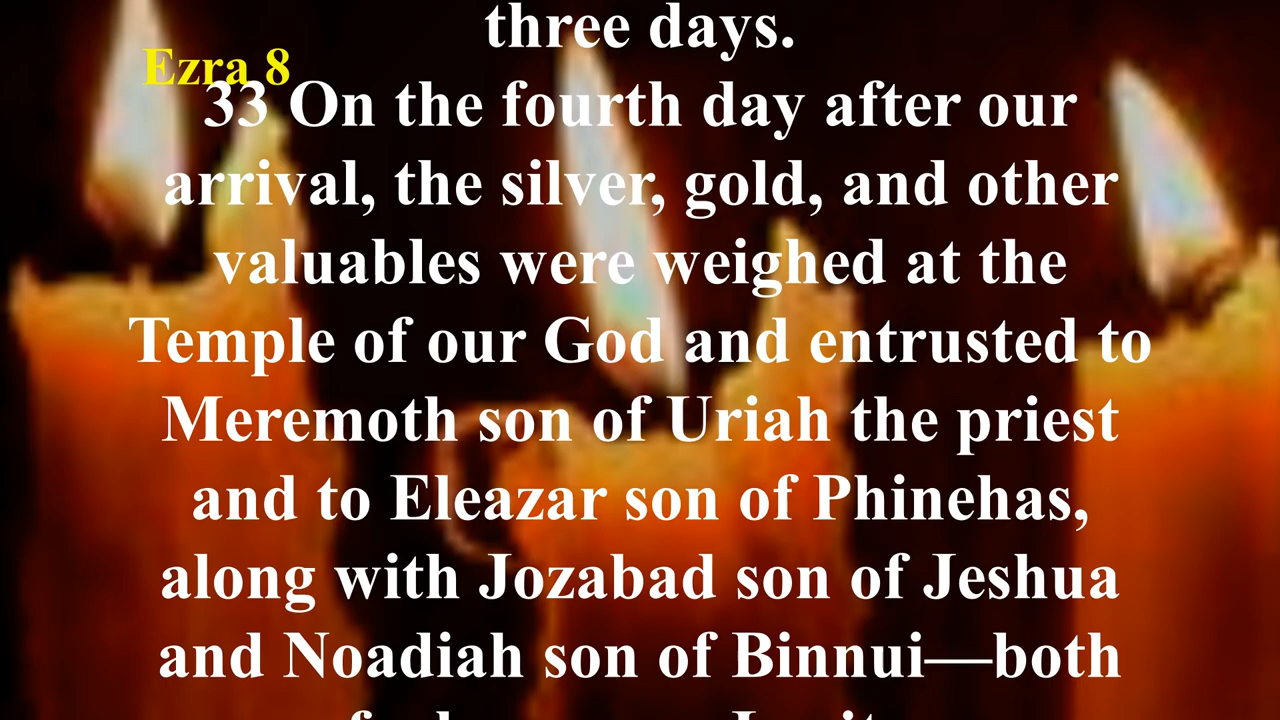 three days.
Ezra 8
33 On the fourth day after our
arrival, the silver, gold, and other
valuables were weighed at the
Temple of our God and entrusted to
Meremoth son of Uriah the priest
and to Eleazar son of Phinehas,
along with Jozabad son of Jeshua
and Noadiah son of Binnui—both